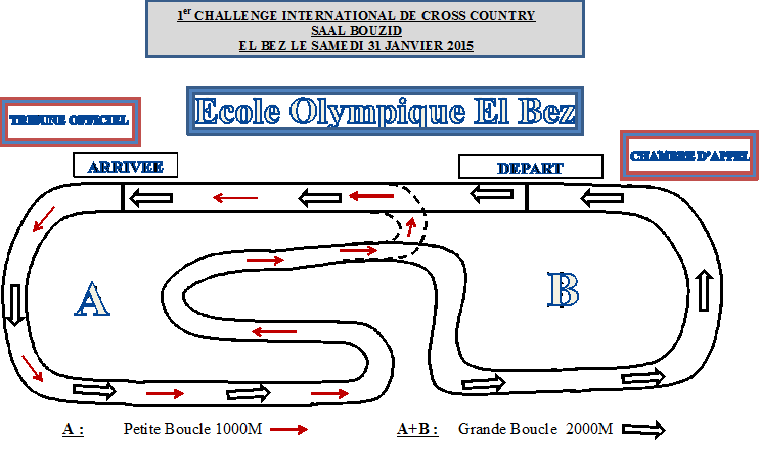 1er CHALLENGE INTERNATIONAL DE CROSS COUNTRY
SAAL BOUZID
EL BEZ LE SAMEDI 31 JANVIER 2015
Ecole Olympique El Bez
TRIBUNE OFFICIEL
CHAMBRE D'APPEL
ARRIVEE
DEPART
A
B
A : Petite Boucle 1000M
A+B : Grande Boucle 2000M